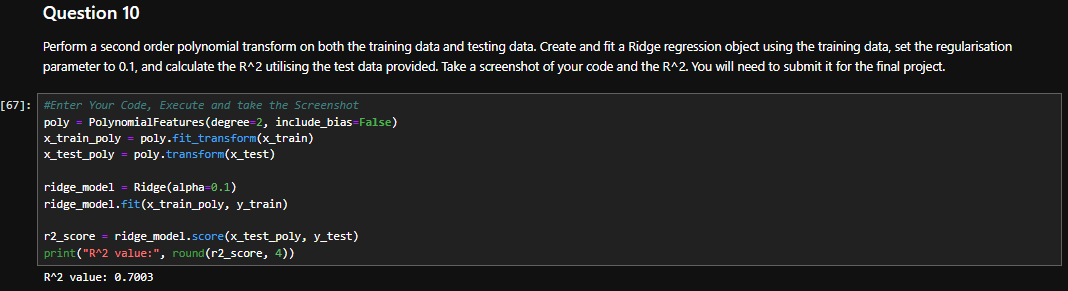 Question 10
Perform a second order polynomial transform on both the training data and testing data. Create and fit a Ridge regression object using the training data, set the regularisation
parameter to 0.1, and calculate the R^2 utilising the test data provided. Take a screenshot of your code and the R^2. You will need to submit it for the final project.
[67]: #Enter Your Code, Execute and take the Screenshot
poly = PolynomialFeatures(degree=2, include_bias=False)
x_train_poly = poly.fit_transform(x_train)
x_test_poly = poly.transform(x_test)
ridge_model = Ridge(alpha=0.1)
ridge_model.fit(x_train_poly, y_train)
r2_score = ridge_model.score(x_test_poly, y_test)
print("R^2 value:", round(r2_score, 4))
R^2 value: 0.7003